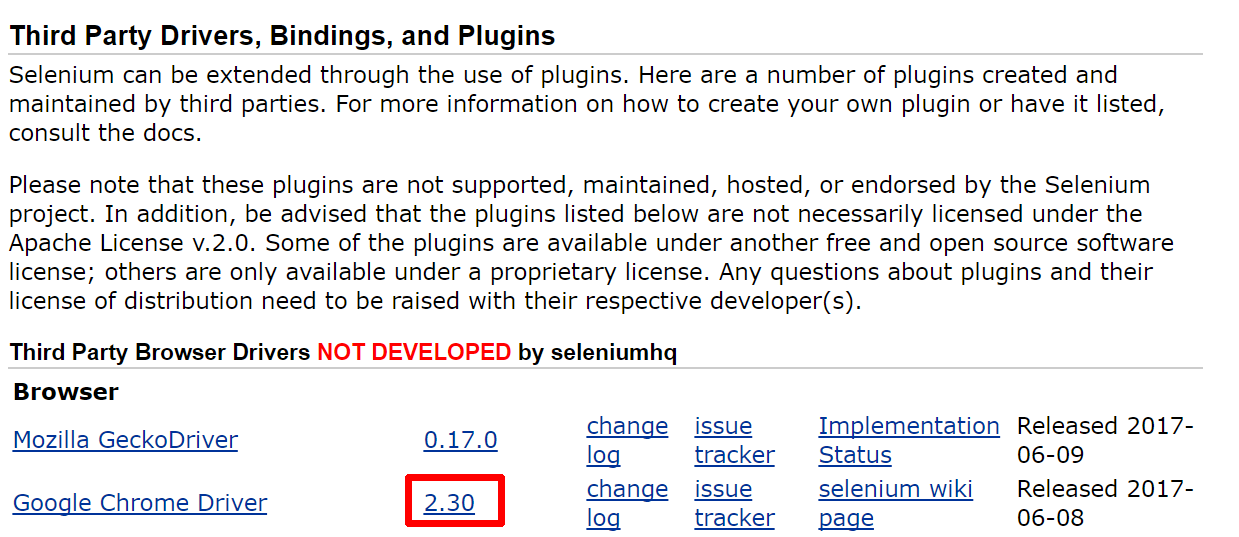 Third Party Drivers, Bindings, and Plugins
Selenium can be extended through the use of plugins. Here are a number of plugins created and
maintained by third parties. For more information on how to create your own plugin or have it listed,
consult the docs.
Please note that these plugins are not supported, maintained, hosted, or endorsed by the Selenium
project. In addition, be advised that the plugins listed below are not necessarily licensed under the
Apache License v.2.0. Some of the plugins are available under another free and open source software
license; others are only available under a proprietary license. Any questions about plugins and their
license of distribution need to be raised with their respective developer(s).
Third Party Browser Drivers NOT DEVELOPED by seleniumhq
Browser
Mozilla GeckoDriver 0.17.0 change log issue tracker Implementation Status Released 2017-06-09
Google Chrome Driver 2.30 change log issue tracker selenium wiki page Released 2017-06-08